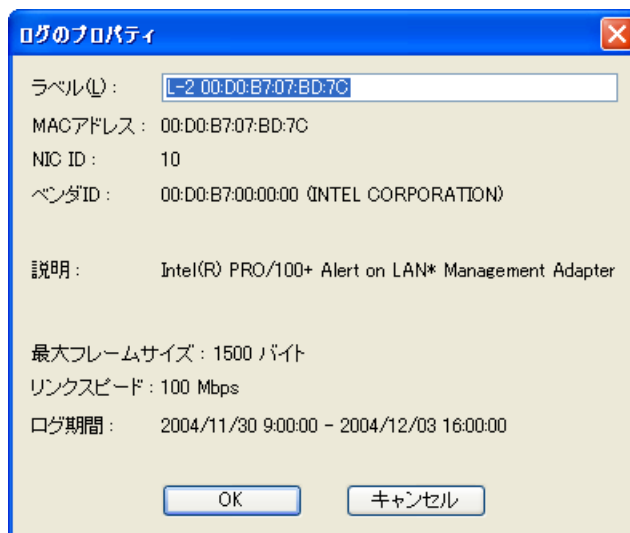 ログのプロパティ
ラベル(L)： L-2 00:D0:B7:07:BD:7C
MACアドレス： 00:D0:B7:07:BD:7C
NIC ID： 10
ベンダID： 00:D0:B7:00:00:00 (INTEL CORPORATION)
説明： Intel(R) PRO/100+ Alert on LAN* Management Adapter
最大フレームサイズ：1500 バイト
リンクスピード：100 Mbps
ログ期間： 2004/11/30 9:00:00 - 2004/12/03 16:00:00
OK キャンセル